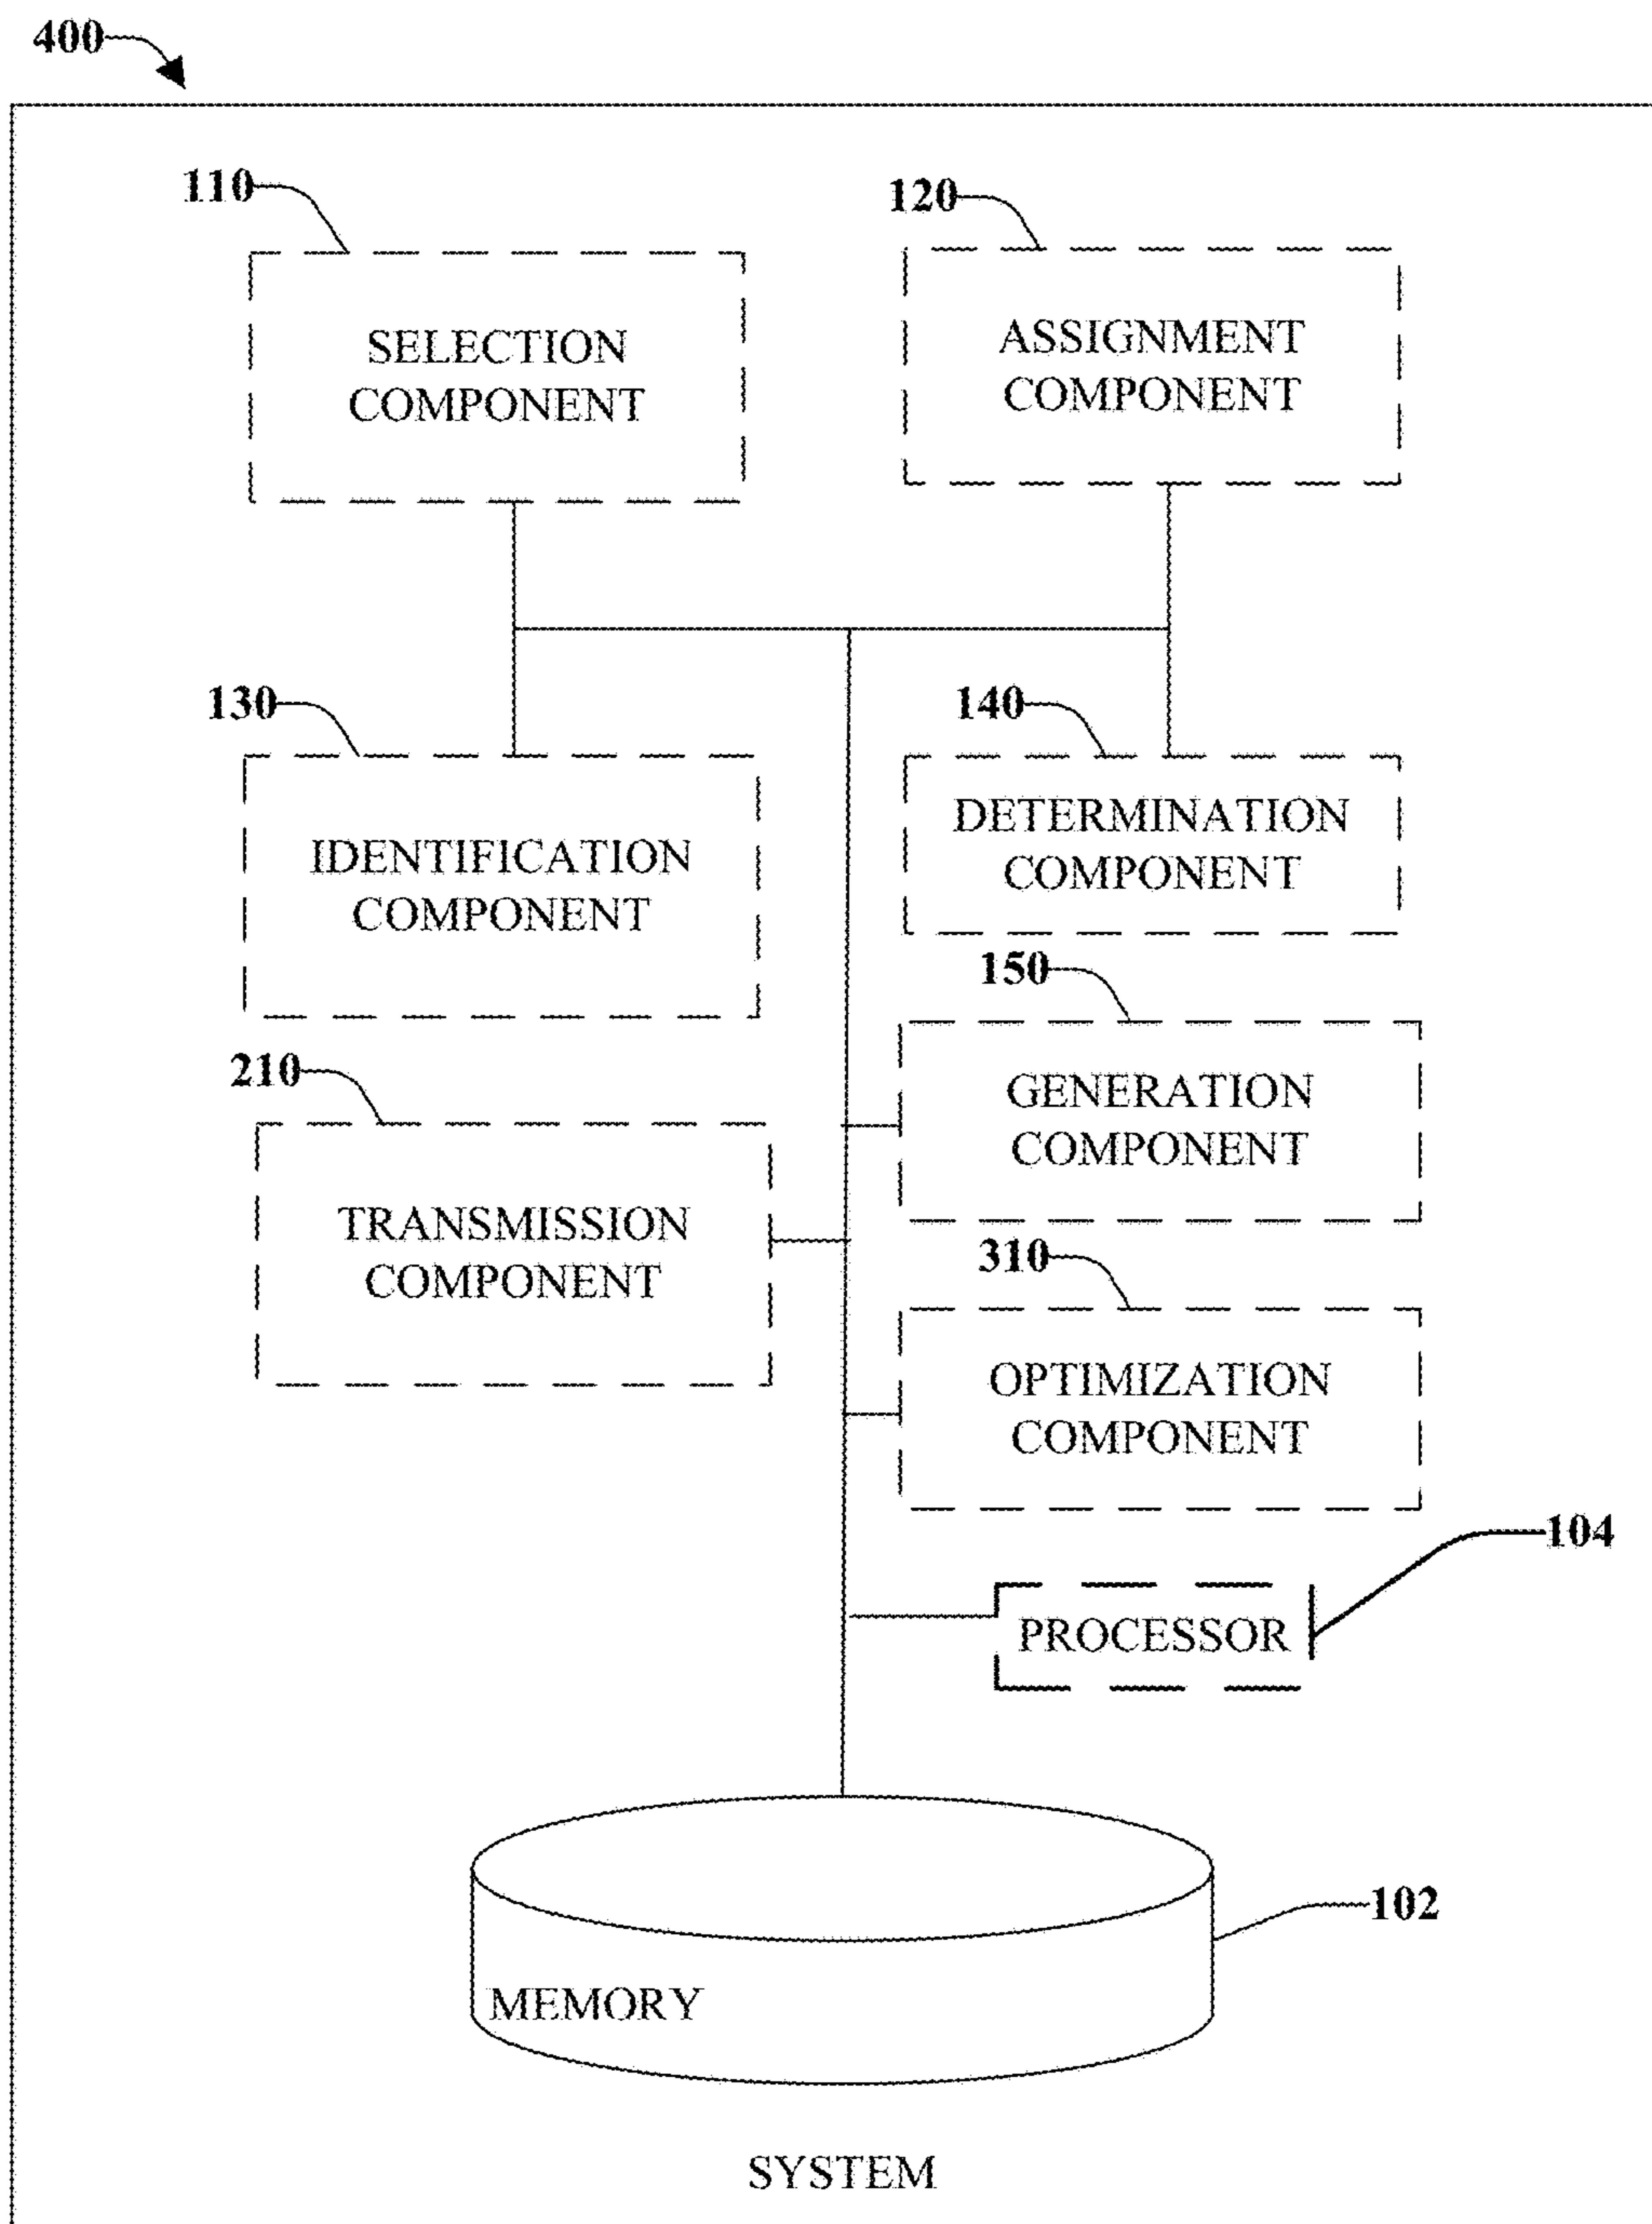 400
110
SELECTION
COMPONENT
120
ASSIGNMENT
COMPONENT
130
IDENTIFICATION
COMPONENT
140
DETERMINATION
COMPONENT
150
GENERATION
COMPONENT
210
TRANSMISSION
COMPONENT
310
OPTIMIZATION
COMPONENT
104
PROCESSOR
102
MEMORY
SYSTEM